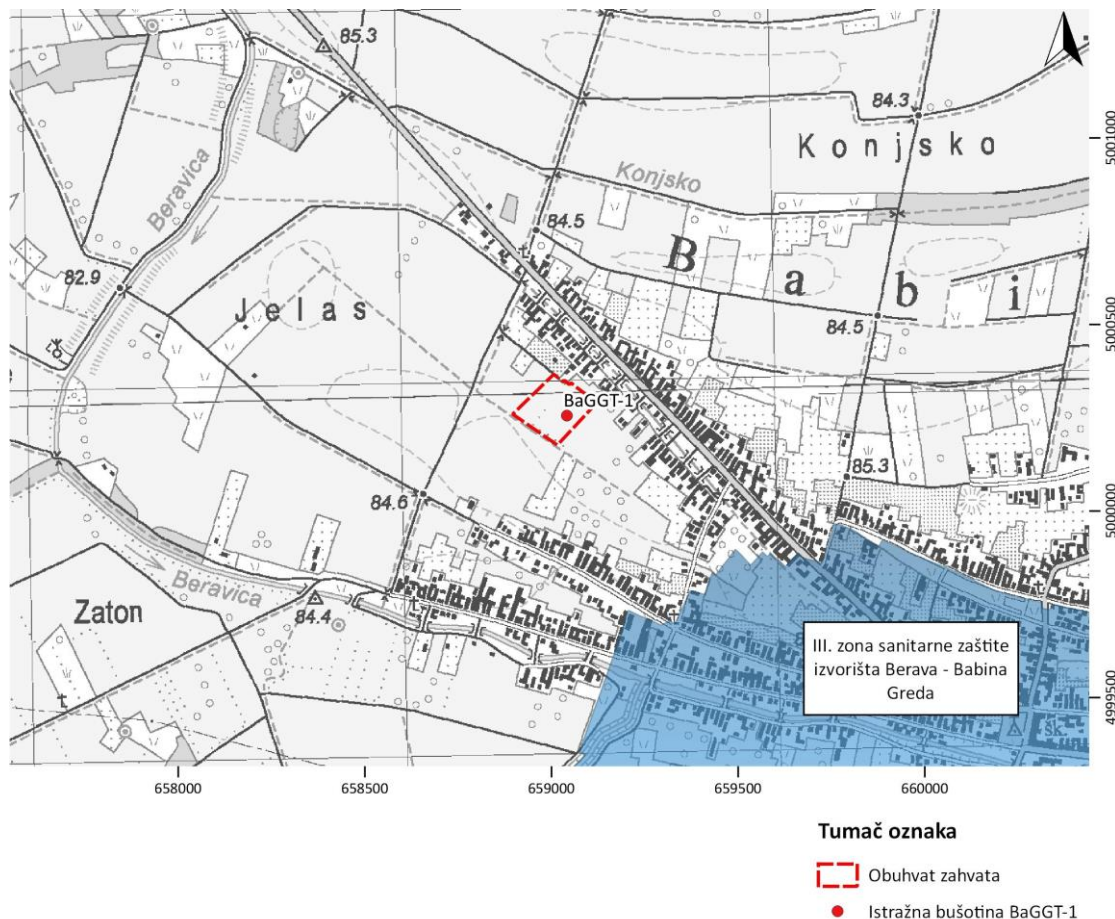 85.3
84.3
5001000
Konjsko
Konjsko
Beravica
84.5
B a b i
82.9
Jelas
84.5
5000500
BaGGT-1
85.3
84.6
5000000
Beravica
84.4
Zaton
III. zona sanitarne zaštite
izvorišta Berava - Babina
Greda
4999500
šk.
658000 658500 659000 659500 660000
Tumač oznaka
Obuhvat zahvata
Istražna bušotina BaGGT-1